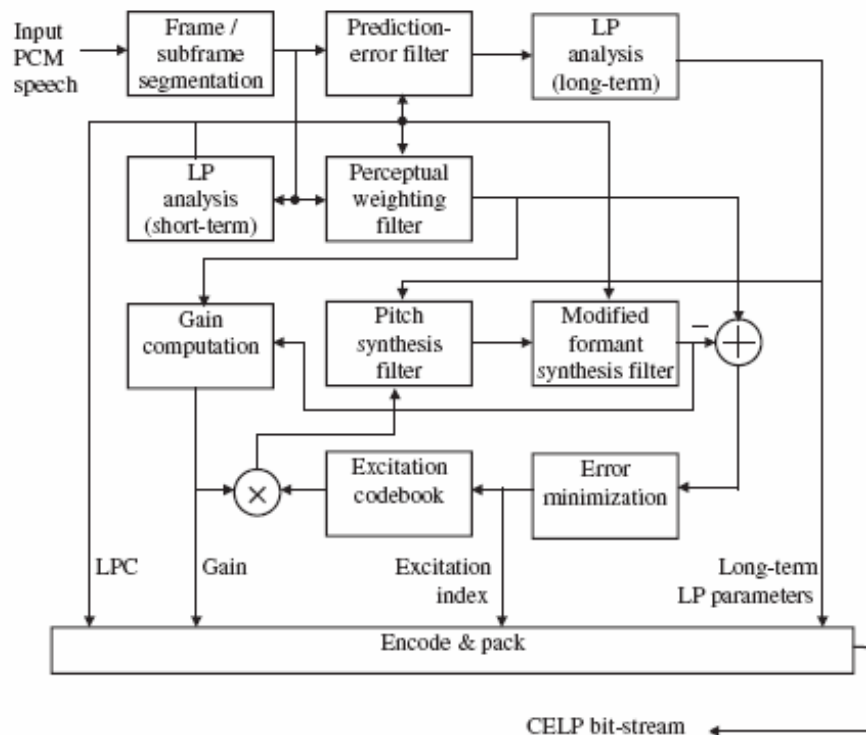 Input
PCM
speech
Frame /
subframe
segmentation
Prediction-
error filter
LP
analysis
(long-term)
LP
analysis
(short-term)
Perceptual
weighting
filter
Gain
computation
Pitch
synthesis
filter
Modified
formant
synthesis filter
−
+
×
Excitation
codebook
Error
minimization
LPC
Gain
Excitation
index
Long-term
LP parameters
Encode & pack
CELP bit-stream